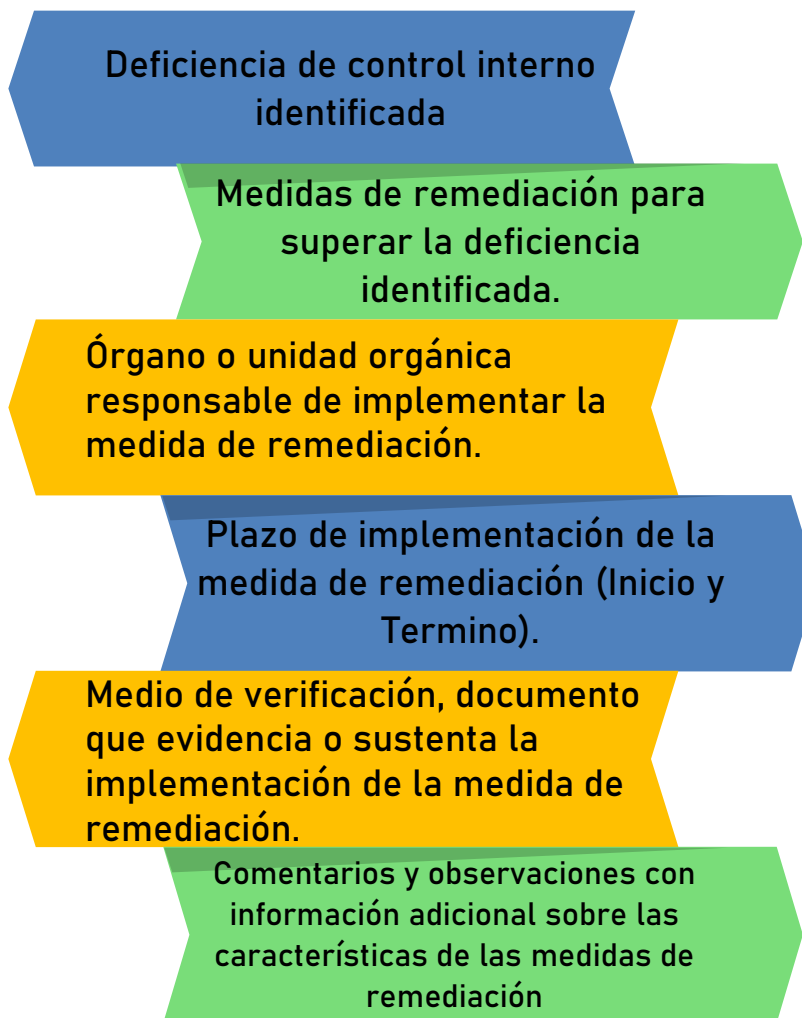 Deficiencia de control interno
identificada
Medidas de remediación para
superar la deficiencia
identificada.
Órgano o unidad orgánica
responsable de implementar la
medida de remediación.
Plazo de implementación de la
medida de remediación (Inicio y
Termino).
Medio de verificación, documento
que evidencia o sustenta la
implementación de la medida de
remediación.
Comentarios y observaciones con
información adicional sobre las
características de las medidas de
remediación